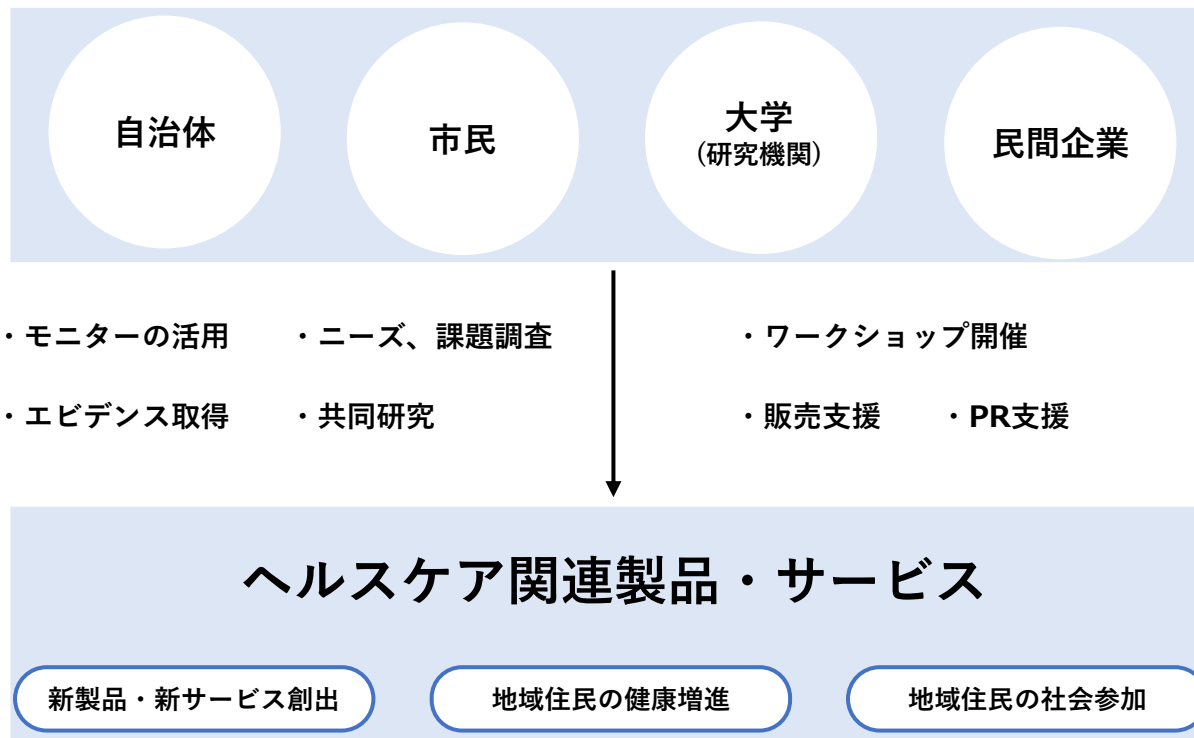 自治体
市民
大学
(研究機関)
民間企業
・モニターの活用
・ニーズ、課題調査
・ワークショップ開催
・エビデンス取得
・共同研究
・販売支援
・PR支援
ヘルスケア関連製品・サービス
新製品・新サービス創出
地域住民の健康増進
地域住民の社会参加